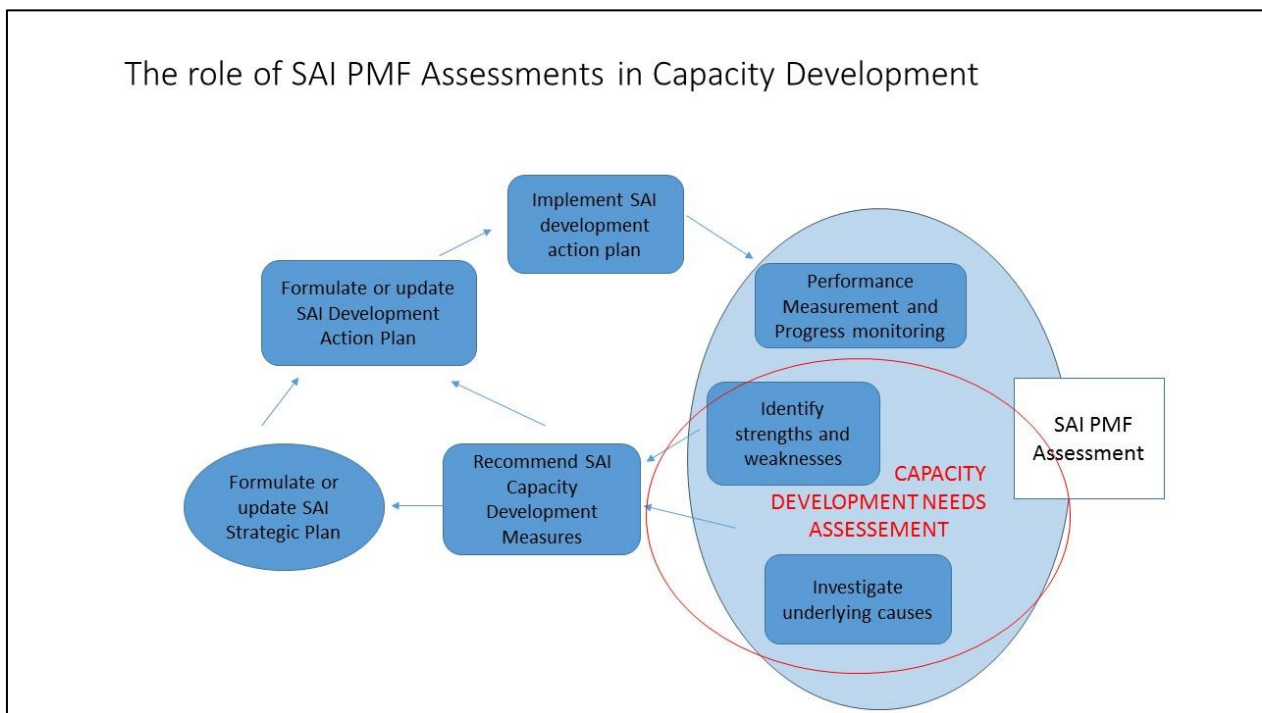 The role of SAI PMF Assessments in Capacity Development
Implement SAI
development
action plan
Formulate or update
SAI Development
Action Plan
Performance
Measurement and
Progress monitoring
Identify
strengths and
weaknesses
SAI PMF
Assessment
Recommend SAI
Capacity
Development
Measures
Formulate or
update SAI
Strategic Plan
CAPACITY
DEVELOPMENT NEEDS
ASSESSEMENT
Investigate
underlying causes